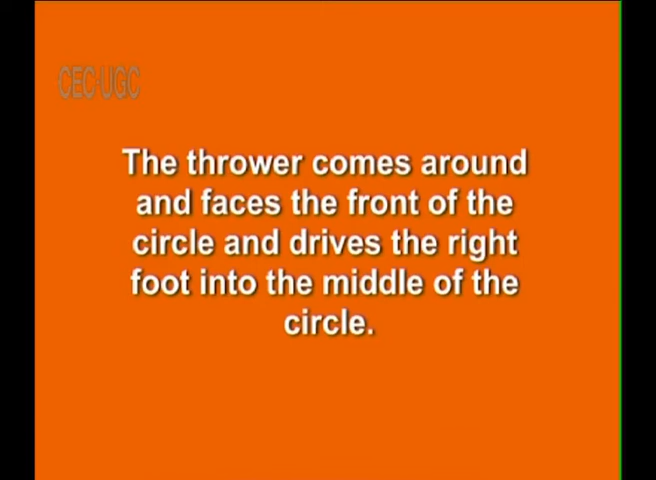 CEC-UGC
The thrower comes around
and faces the front of the
circle and drives the right
foot into the middle of the
circle.